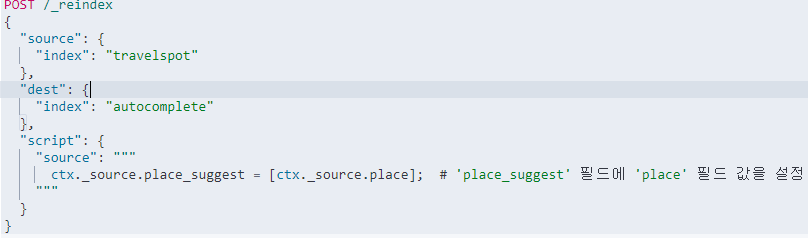 POST /_reindex
{
  "source": {
    "index": "travelspot"
  },
  "dest": {
    "index": "autocomplete"
  },
  "script": {
    "source": """
      ctx._source.place_suggest = [ctx._source.place];  # 'place_suggest' 필드에 'place' 필드 값을 설정
    """
  }
}